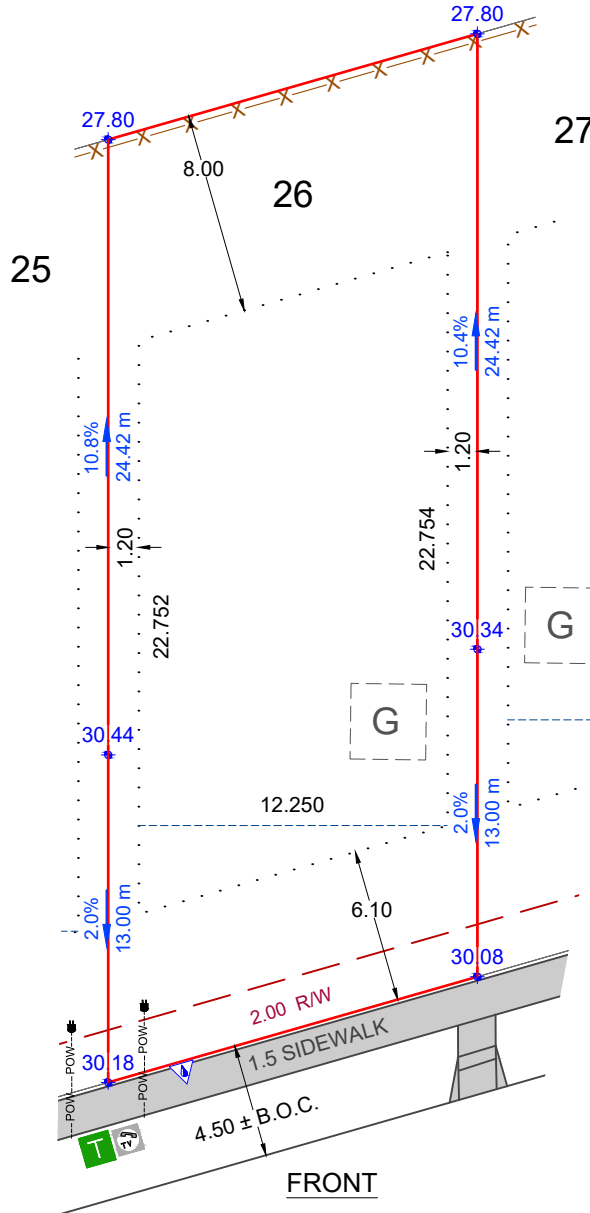 27.80
27.80
27
8.00
26
25
10.4%
24.42 m
10.8%
24.42 m
1.20
1.20
22.754
22.752
G
30.34
G
30.44
12.250
2.0%
13.00 m
6.10
2.0%
13.00 m
30.08
2.00 R/W
1.5 SIDEWALK
30.18
POW
POW
POW
POW
4.50 ± B.O.C.
T
TV
FRONT